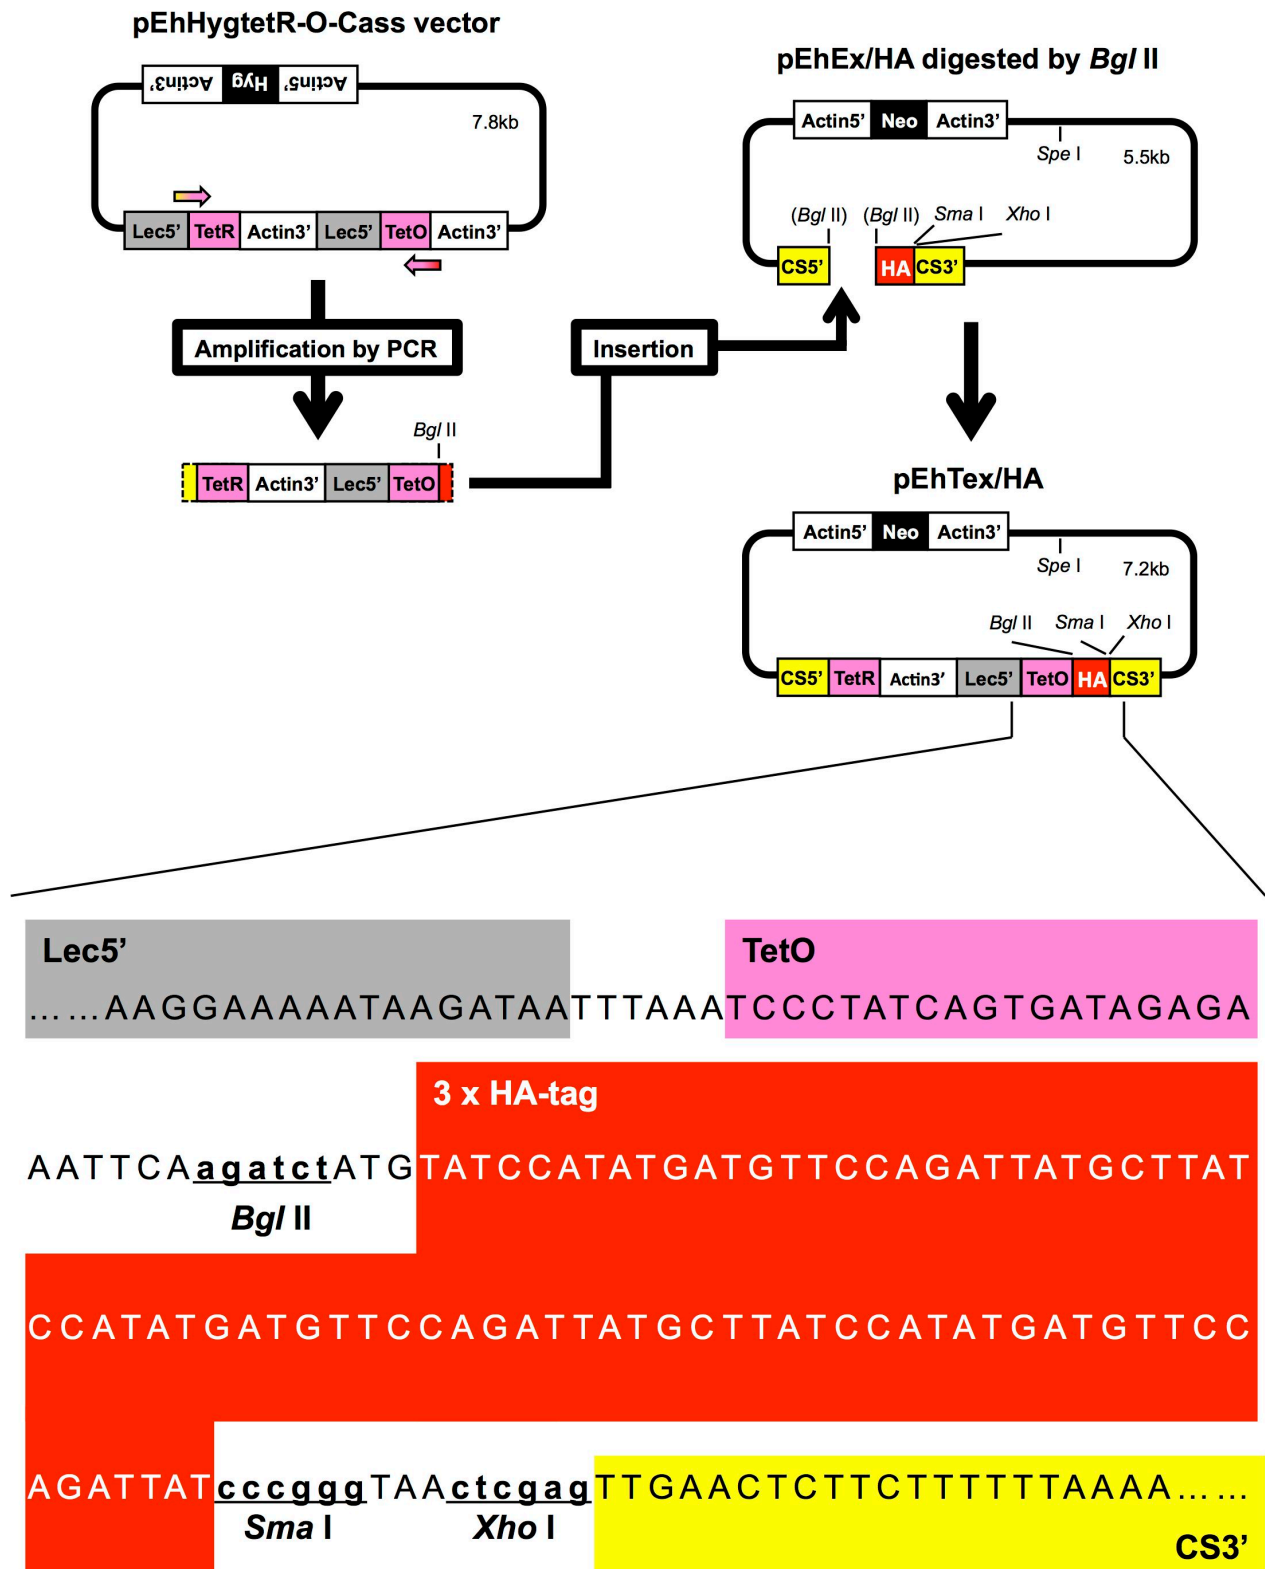 pEhHygtetR-O-Cass vector
Actin3’ Hyg Actin5’
7.8kb
Lec5’ TetR Actin3’ Lec5’ TetO Actin3’
Amplification by PCR
Bgl II
TetR Actin3’ Lec5’ TetO
Insertion
pEhEx/HA digested by Bgl II
Actin5’ Neo Actin3’
Spe I
5.5kb
(Bgl II) (Bgl II) Sma I Xho I
CS5’ HA CS3’
pEhTex/HA
Actin5’ Neo Actin3’
Spe I
7.2kb
Bgl II Sma I Xho I
CS5’ TetR Actin3’ Lec5’ TetO HA CS3’
Lec5’ TetO
... ...AAGGAAAAATAAGATAATTTAAATCCCTATCAGTGATAGAGA
3 x HA-tag
AATTCAagatctATGTATCCATATGATGTTCCAGATTATGCTTAT
Bgl II
CCATATGATGTTCCAGATTATGCTTATCCATATGATGTTCC
AGATTATcccgggTAActcgagTTGAACTCTTCTTTTTTAAAA... ...
Sma I Xho I
CS3’